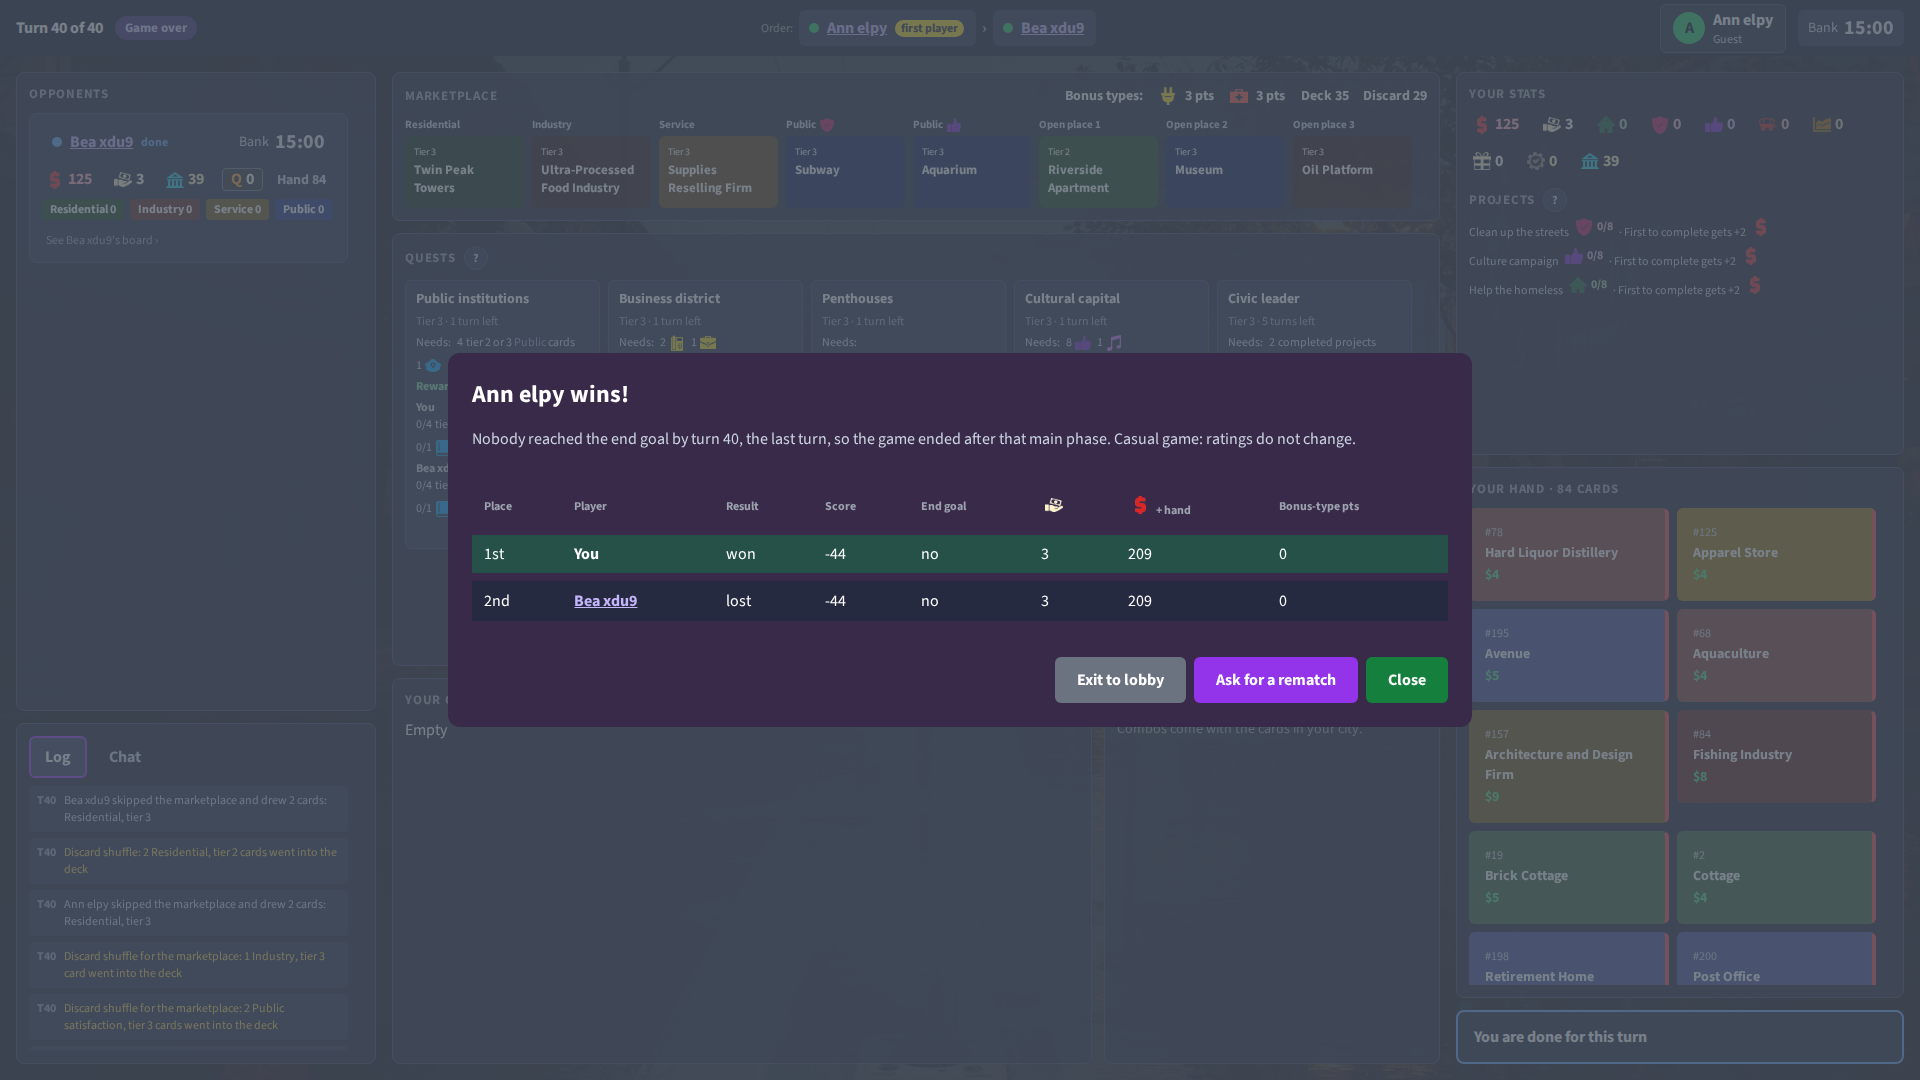 Turn 40 of 40 Game over
Order: Ann elpy first player › Bea xdu9
A Ann elpy
Guest
Bank 15:00
OPPONENTS
Bea xdu9 done Bank 15:00
125 3 39 Q 0 Hand 84
Residential 0 Industry 0 Service 0 Public 0
See Bea xdu9's board ›
MARKETPLACE
Bonus types: 3 pts 3 pts Deck 35 Discard 29
Residential Industry Service Public Public Open place 1 Open place 2 Open place 3
Tier 3
Twin Peak
Towers
Tier 3
Ultra-Processed
Food Industry
Tier 3
Supplies
Reselling Firm
Tier 3
Subway
Tier 3
Aquarium
Tier 2
Riverside
Apartment
Tier 3
Museum
Tier 3
Oil Platform
QUESTS ?
Public institutions
Tier 3 · 1 turn left
Needs: 4 tier 2 or 3 Public cards
1
You
0/4 tie
0/1
0/4 tie
0/1
Business district
Tier 3 · 1 turn left
Needs: 2 1
Penthouses
Tier 3 · 1 turn left
Needs:
Cultural capital
Tier 3 · 1 turn left
Needs: 8 1
Civic leader
Tier 3 · 5 turns left
Needs: 2 completed projects
YOUR STATS
125 3 0 0 0 0 0
0 0 39
PROJECTS ?
Clean up the streets 0/8 · First to complete gets +2
Culture campaign 0/8 · First to complete gets +2
Help the homeless 0/8 · First to complete gets +2
Ann elpy wins!
Nobody reached the end goal by turn 40, the last turn, so the game ended after that main phase. Casual game: ratings do not change.
Place Player Result Score End goal + hand Bonus-type pts
1st You won -44 no 3 209 0
2nd Bea xdu9 lost -44 no 3 209 0
Exit to lobby Ask for a rematch Close
YOUR
Empty
Combos come with the cards in your city.
Log Chat
T40 Bea xdu9 skipped the marketplace and drew 2 cards:
Residential, tier 3
T40 Discard shuffle: 2 Residential, tier 2 cards went into the
deck
T40 Ann elpy skipped the marketplace and drew 2 cards:
Residential, tier 3
T40 Discard shuffle for the marketplace: 1 Industry, tier 3
card went into the deck
T40 Discard shuffle for the marketplace: 2 Public
satisfaction, tier 3 cards went into the deck
YOUR HAND · 84 CARDS
#78
Hard Liquor Distillery
$4
#125
Apparel Store
$4
#195
Avenue
$5
#68
Aquaculture
$4
#157
Architecture and Design
Firm
$9
#84
Fishing Industry
$8
#19
Brick Cottage
$5
#2
Cottage
$4
#198
Retirement Home
#200
Post Office
You are done for this turn